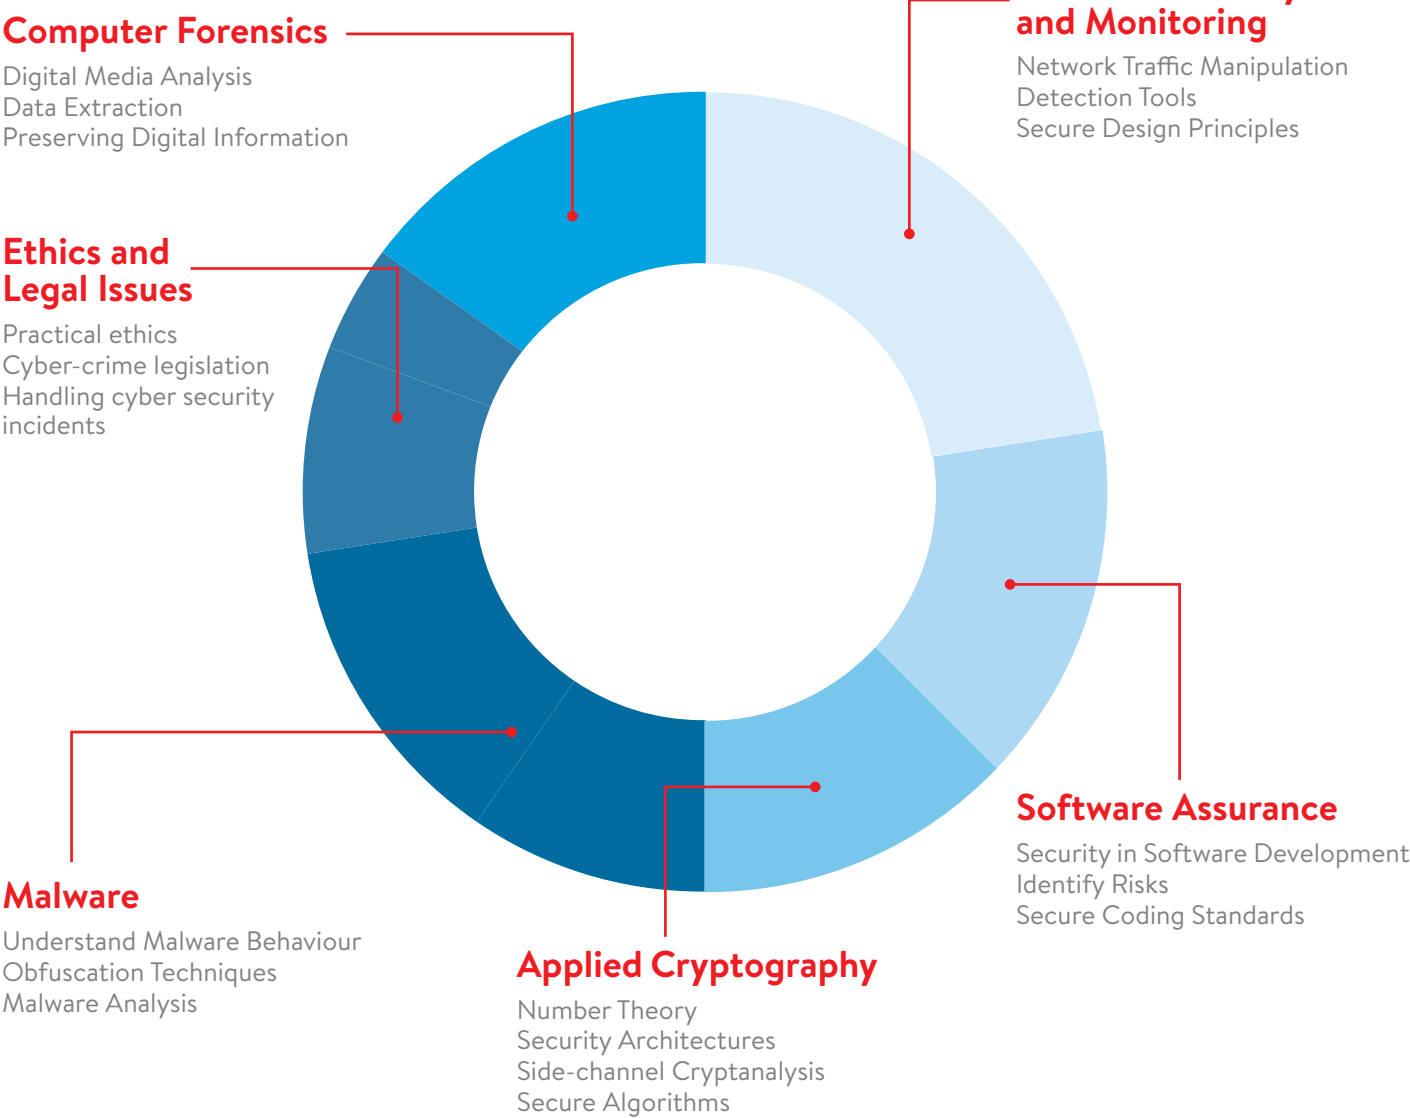 Computer Forensics
Digital Media Analysis
Data Extraction
Preserving Digital Information
and Monitoring
Network Traffic Manipulation
Detection Tools
Secure Design Principles
Ethics and
Legal Issues
Practical ethics
Cyber-crime legislation
Handling cyber security
incidents
Software Assurance
Security in Software Development
Identify Risks
Secure Coding Standards
Malware
Understand Malware Behaviour
Obfuscation Techniques
Malware Analysis
Applied Cryptography
Number Theory
Security Architectures
Side-channel Cryptanalysis
Secure Algorithms